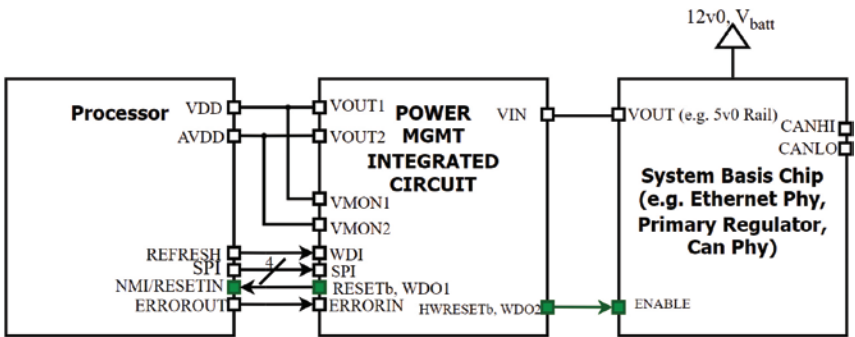 12v0, Vbatt
Processor
VDD
AVDD
REFRESH
SPI
NMI/RESETIN
ERROROUT
4
VOUT1
VOUT2
POWER
MGMT
INTEGRATED
CIRCUIT
VIN
VMON1
VMON2
WDI
SPI
RESETb, WDO1
ERRORIN
HWRESETb, WDO2
VOUT (e.g. 5v0 Rail)
CANHI
CANLO
System Basis Chip
(e.g. Ethernet Phy,
Primary Regulator,
Can Phy)
ENABLE